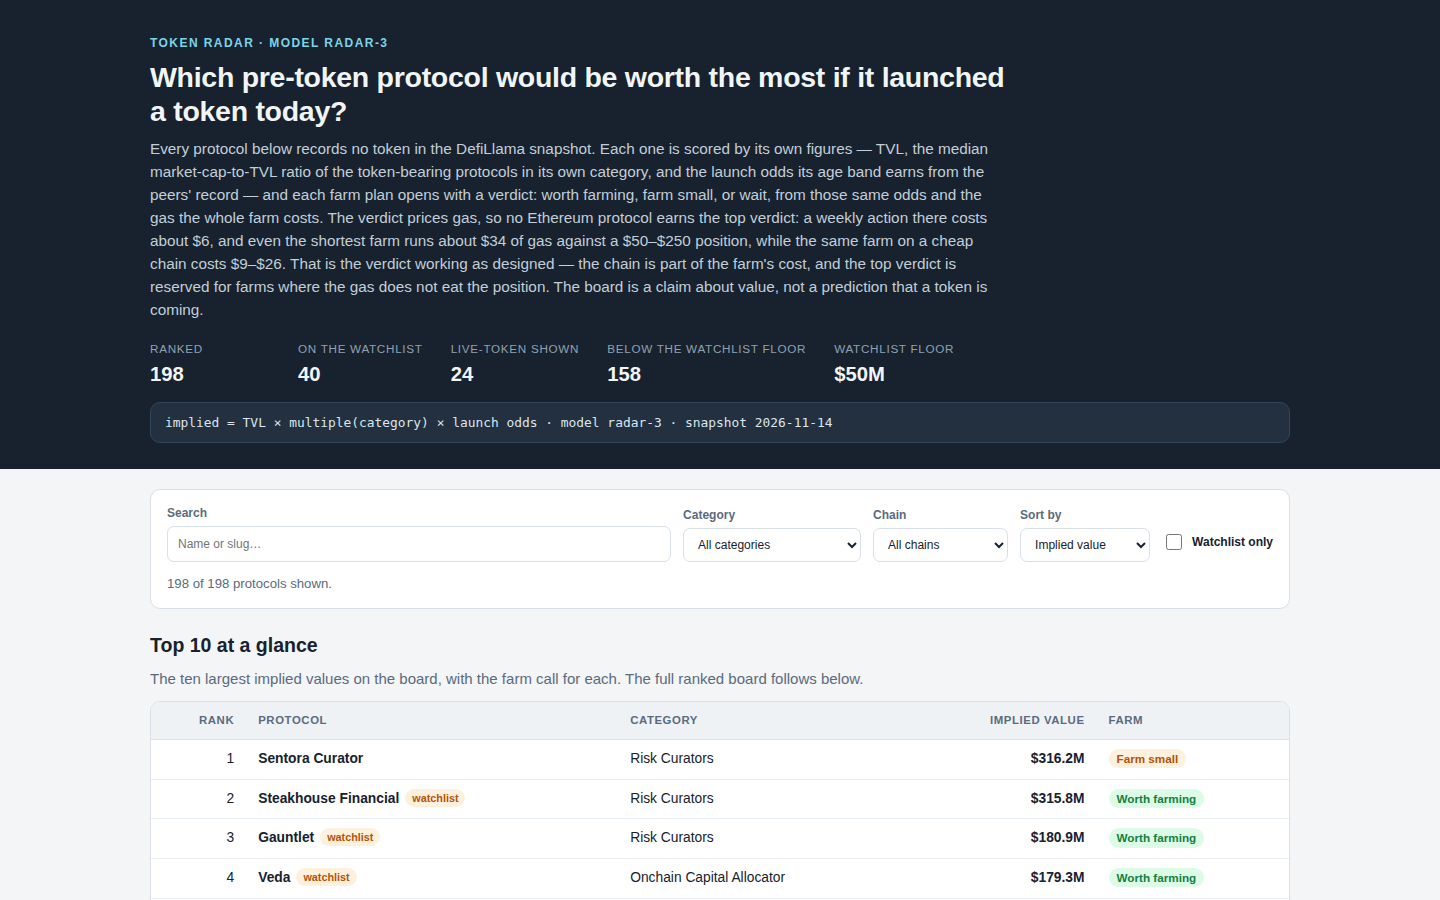 TOKEN RADAR · MODEL RADAR-3
Which pre-token protocol would be worth the most if it launched
a token today?
Every protocol below records no token in the DefiLlama snapshot. Each one is scored by its own figures — TVL, the median
market-cap-to-TVL ratio of the token-bearing protocols in its own category, and the launch odds its age band earns from the
peers' record — and each farm plan opens with a verdict: worth farming, farm small, or wait, from those same odds and the
gas the whole farm costs. The verdict prices gas, so no Ethereum protocol earns the top verdict: a weekly action there costs
about $6, and even the shortest farm runs about $34 of gas against a $50–$250 position, while the same farm on a cheap
chain costs $9–$26. That is the verdict working as designed — the chain is part of the farm's cost, and the top verdict is
reserved for farms where the gas does not eat the position. The board is a claim about value, not a prediction that a token is
coming.
RANKED ON THE WATCHLIST LIVE-TOKEN SHOWN BELOW THE WATCHLIST FLOOR WATCHLIST FLOOR
198 40 24 158 $50M
implied = TVL × multiple(category) × launch odds · model radar-3 · snapshot 2026-11-14
Search Category Chain Sort by
Name or slug… All categories All chains Implied value Watchlist only
198 of 198 protocols shown.
Top 10 at a glance
The ten largest implied values on the board, with the farm call for each. The full ranked board follows below.
RANK PROTOCOL CATEGORY IMPLIED VALUE FARM
1 Sentora Curator Risk Curators $316.2M Farm small
2 Steakhouse Financial watchlist Risk Curators $315.8M Worth farming
3 Gauntlet watchlist Risk Curators $180.9M Worth farming
4 Veda watchlist Onchain Capital Allocator $179.3M Worth farming